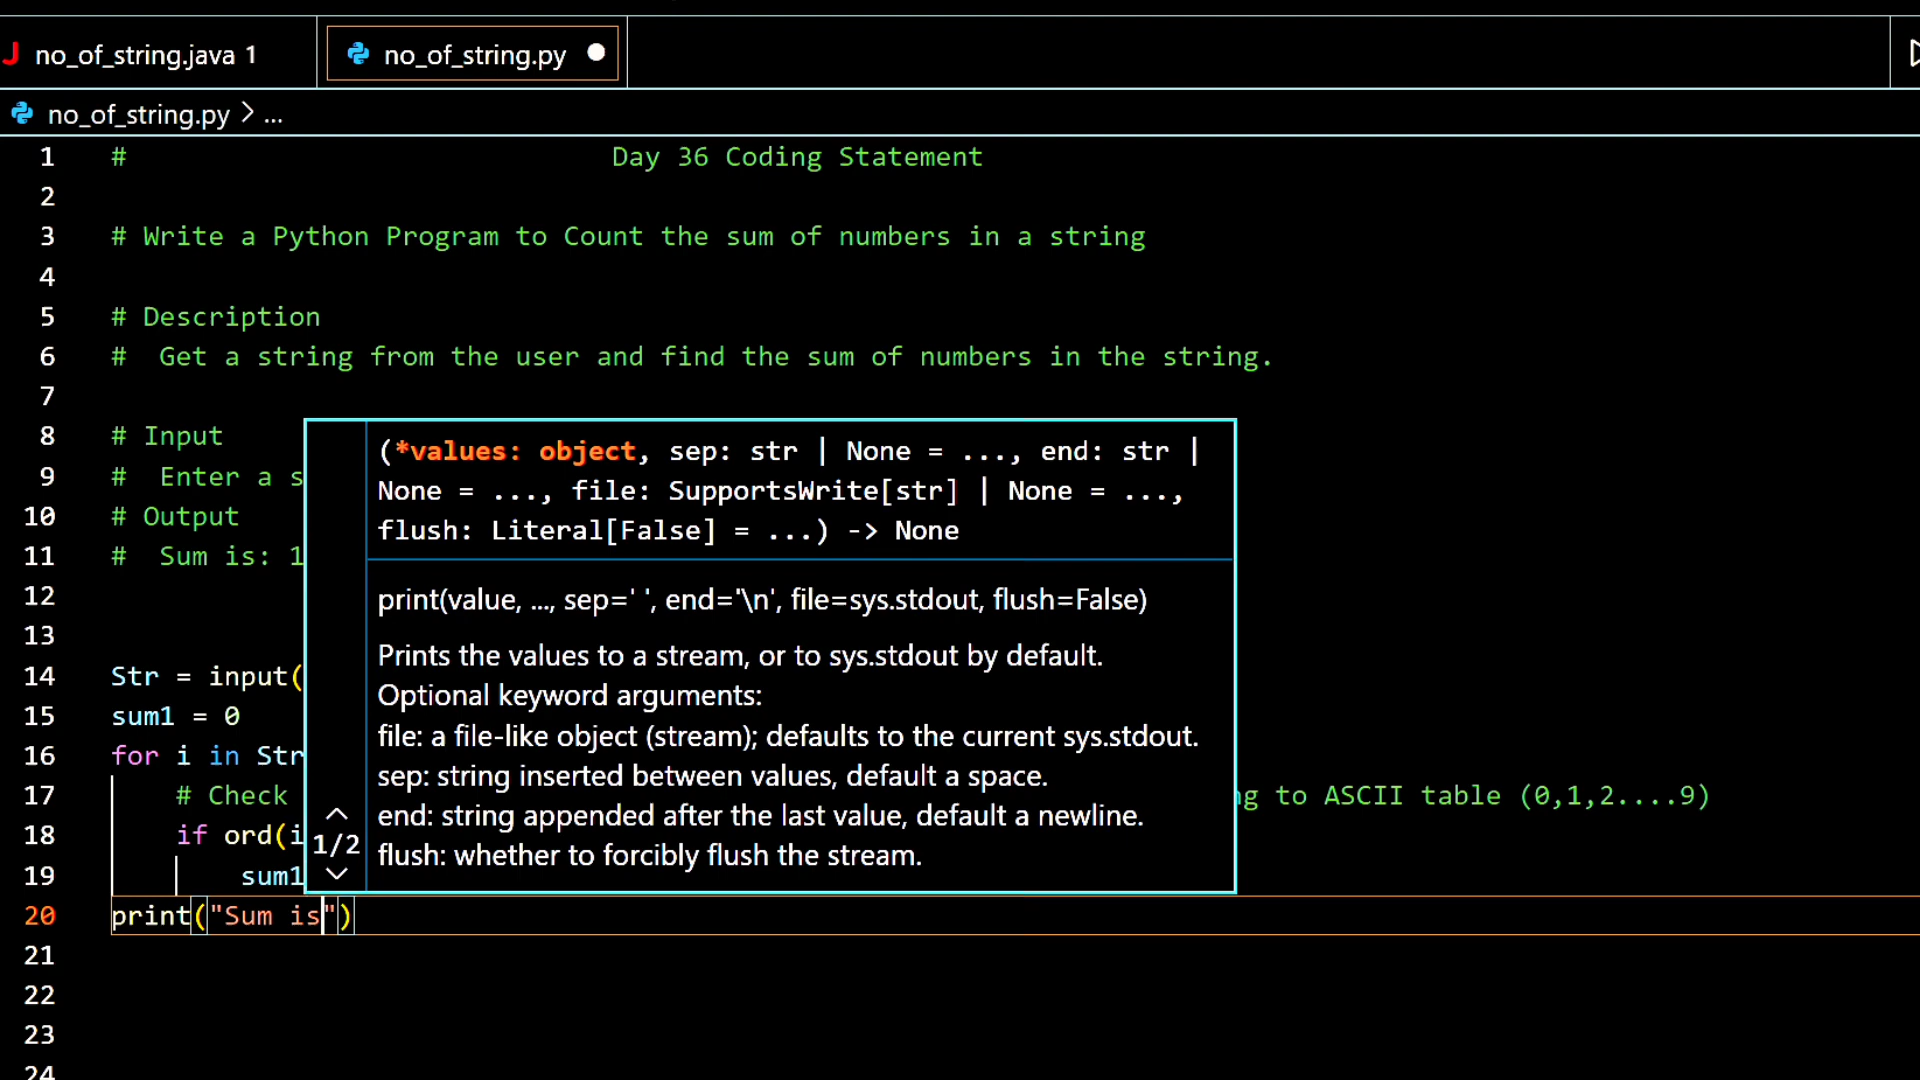 no_of_string.java 1
no_of_string.py
no_of_string.py > ...
1 # Day 36 Coding Statement
2
3 # Write a Python Program to Count the sum of numbers in a string
4
5 # Description
6 # Get a string from the user and find the sum of numbers in the string.
7
8 # Input
9 # Enter a s
10 # Output
11 # Sum is: 1
12
13
14 Str = input(
15 sum1 = 0
16 for i in Str
17 # Check
18 if ord(i
19 sum1
20 print("Sum is")
21
22
23
24
(*values: object, sep: str | None = ..., end: str |
None = ..., file: SupportsWrite[str] | None = ...,
flush: Literal[False] = ...) -> None
print(value, ..., sep=' ', end='\n', file=sys.stdout, flush=False)
Prints the values to a stream, or to sys.stdout by default.
Optional keyword arguments:
file: a file-like object (stream); defaults to the current sys.stdout.
sep: string inserted between values, default a space.
end: string appended after the last value, default a newline.
flush: whether to forcibly flush the stream.
1/2
to ASCII table (0,1,2....9)